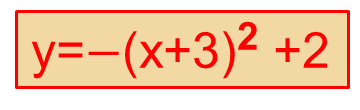 y=−(x+3)² +2